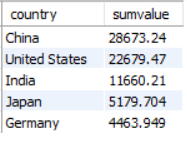 country sumvalue
China 28673.24
United States 22679.47
India 11660.21
Japan 5179.704
Germany 4463.949